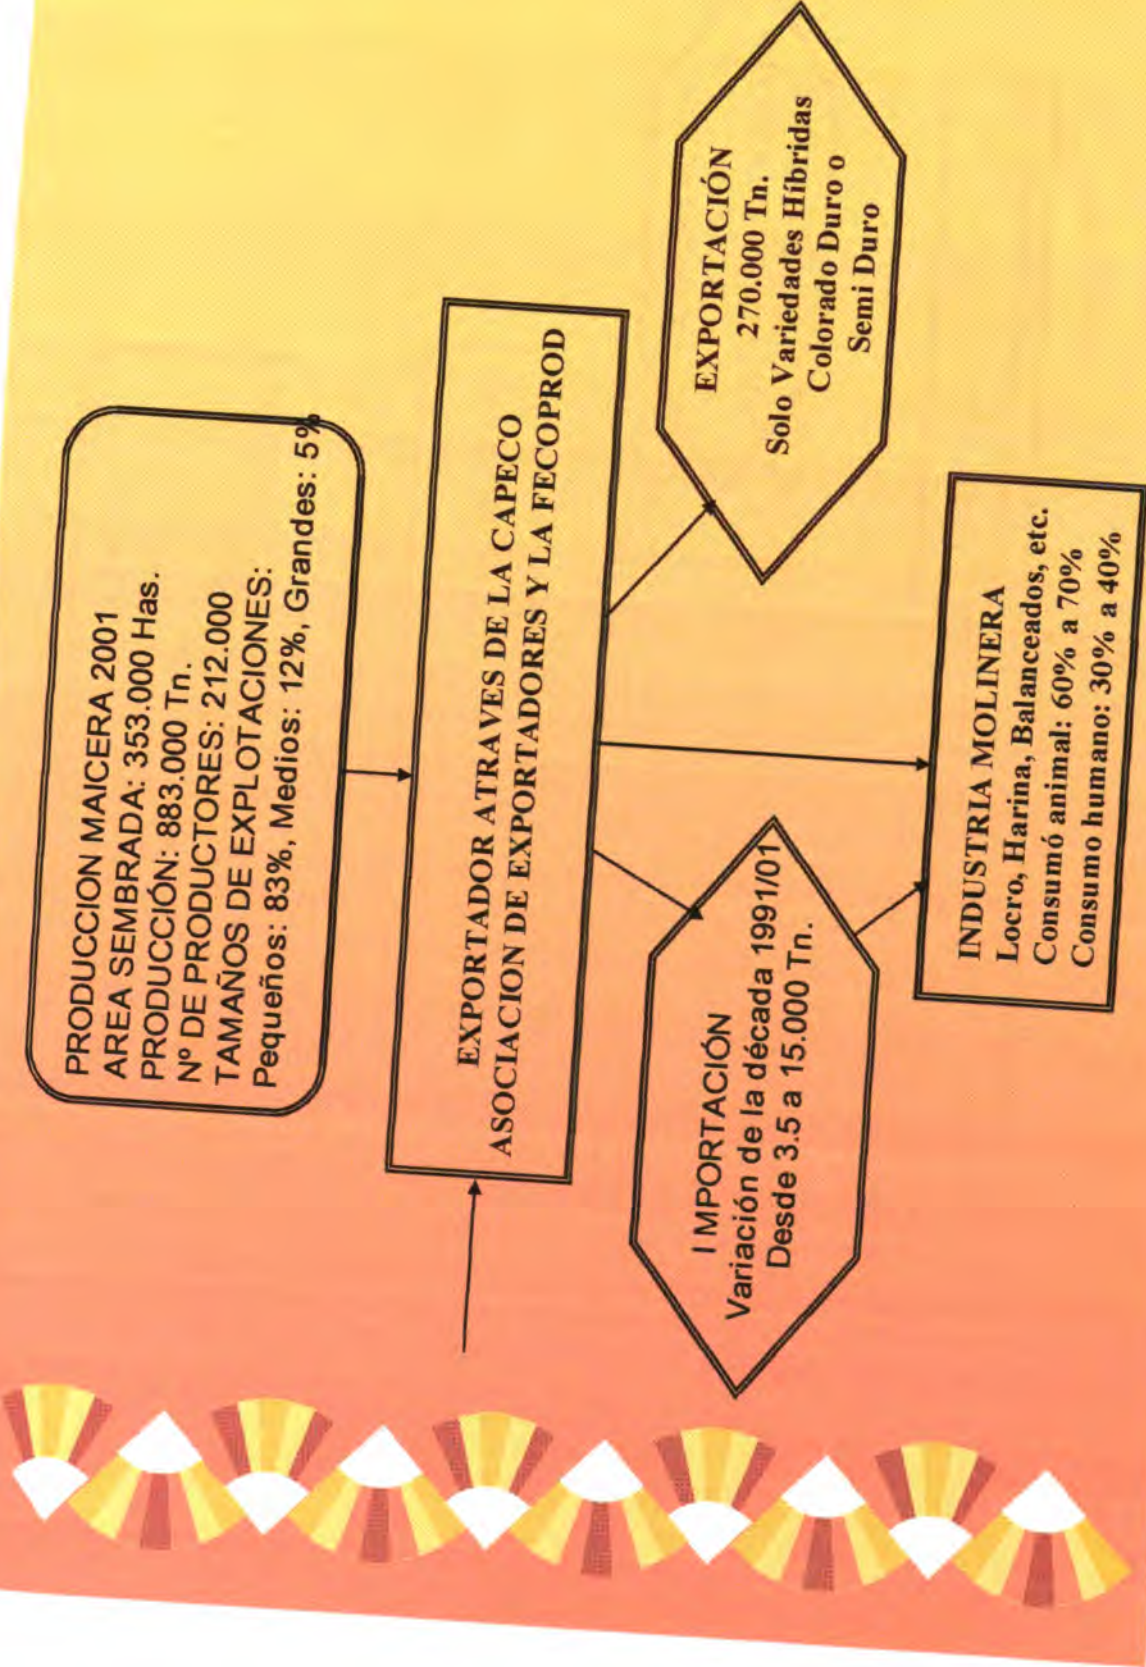 PRODUCCION MAICERA 2001
AREA SEMBRADA: 353.000 Has.
PRODUCCIÓN: 883.000 Tn.
Nº DE PRODUCTORES: 212.000
TAMAÑOS DE EXPLOTACIONES:
Pequeños: 83%, Medios: 12%, Grandes: 5%
EXPORTADOR ATRAVES DE LA CAPECO
ASOCIACION DE EXPORTADORES Y LA FECOPROD
IMPORTACIÓN
Variación de la década 1991/01
Desde 3.5 a 15.000 Tn.
EXPORTACIÓN
270.000 Tn.
Solo Variedades Híbridas
Colorado Duro o
Semi Duro
INDUSTRIA MOLINERA
Locro, Harina, Balanceados, etc.
Consumó animal: 60% a 70%
Consumo humano: 30% a 40%